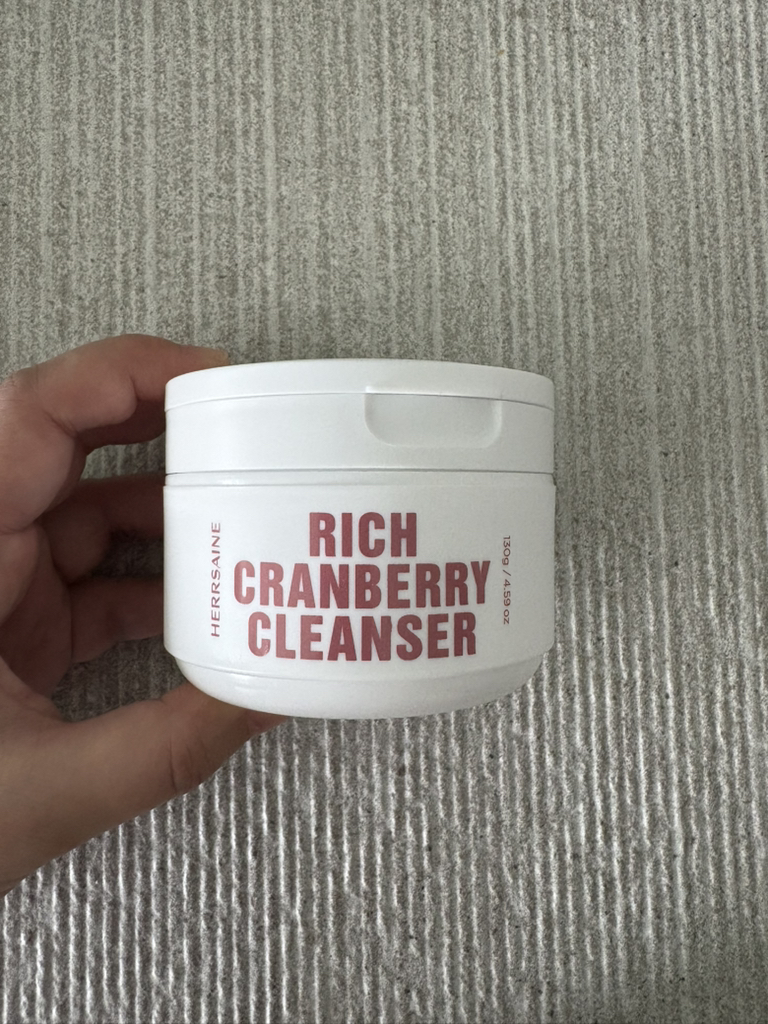 HERRSAINE
RICH
CRANBERRY
CLEANSER
130g / 4.59 oz